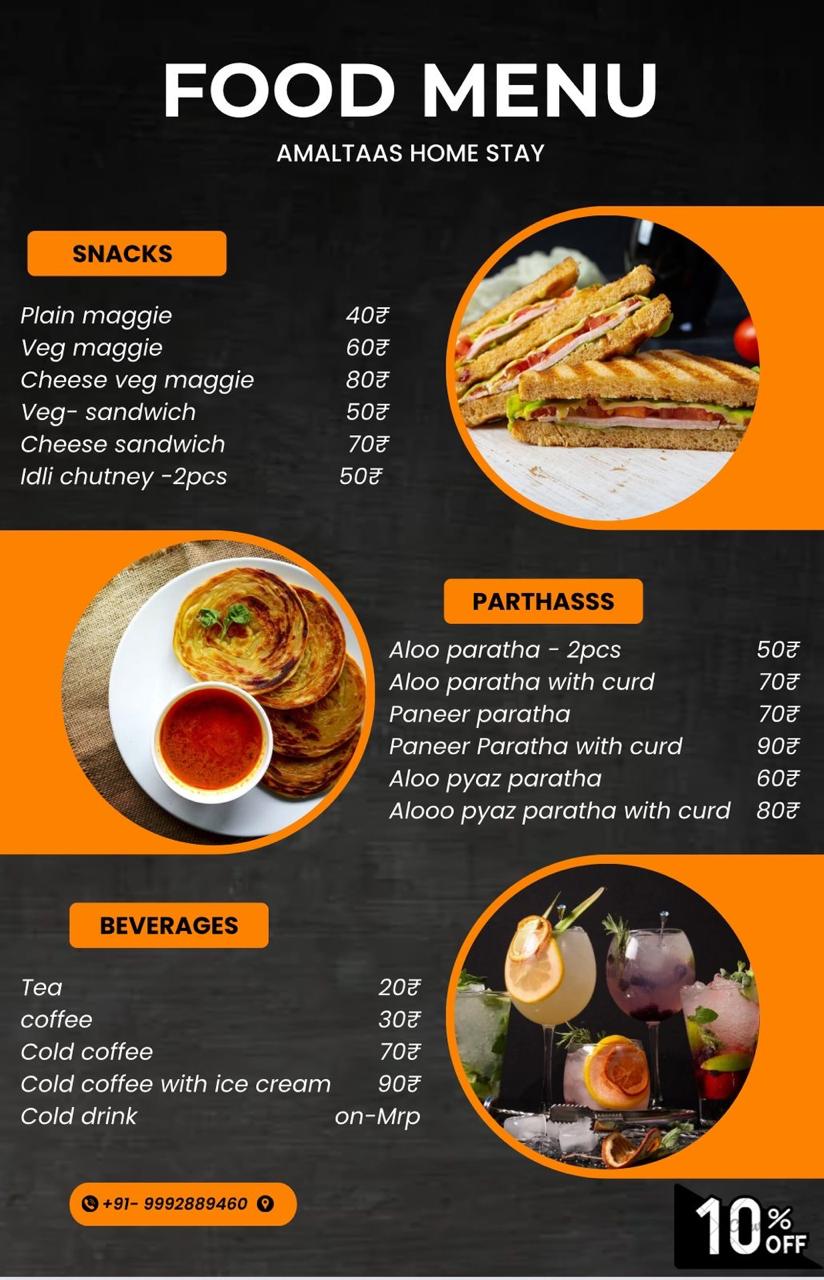 FOOD MENU
AMALTAAS HOME STAY
SNACKS
Plain maggie 40₹
Veg maggie 60₹
Cheese veg maggie 80₹
Veg- sandwich 50₹
Cheese sandwich 70₹
Idli chutney -2pcs 50₹
PARTHASSS
Aloo paratha - 2pcs 50₹
Aloo paratha with curd 70₹
Paneer paratha 70₹
Paneer Paratha with curd 90₹
Aloo pyaz paratha 60₹
Alooo pyaz paratha with curd 80₹
BEVERAGES
Tea 20₹
coffee 30₹
Cold coffee 70₹
Cold coffee with ice cream 90₹
Cold drink on-Mrp
+91- 9992889460
10% OFF